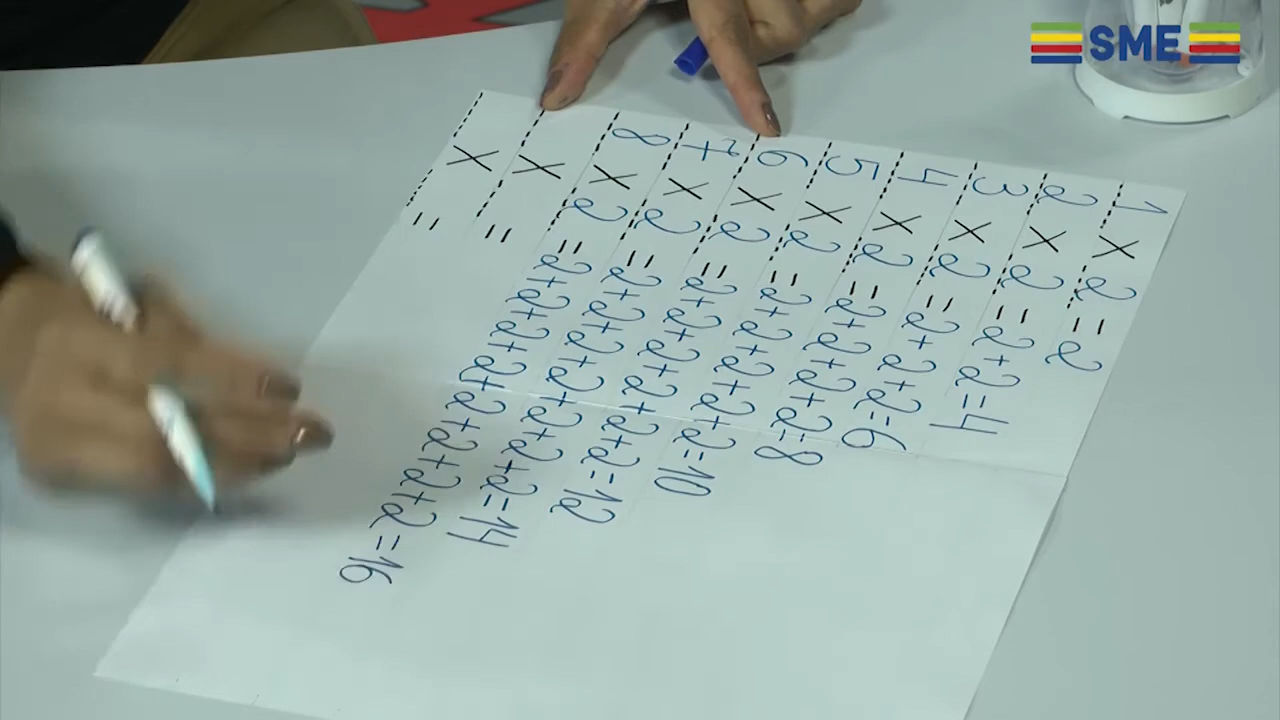 SME
1 x 2 = 2
2 x 2 = 2+2=4
3 x 2 = 2+2+2=6
4 x 2 = 2+2+2+2=8
5 x 2 = 2+2+2+2+2=10
6 x 2 = 2+2+2+2+2+2=12
7 x 2 = 2+2+2+2+2+2+2=14
8 x 2 = 2+2+2+2+2+2+2+2=16
x =
x =